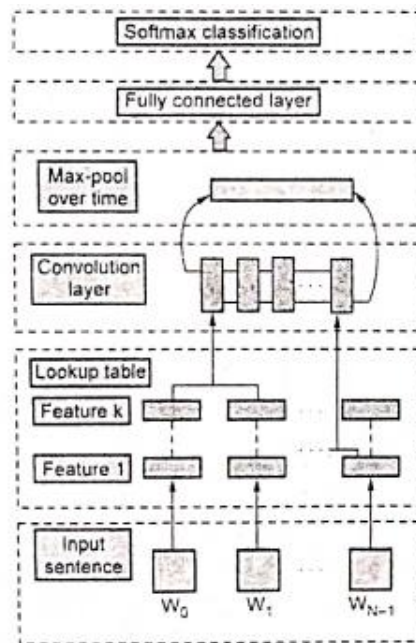 Softmax classification
Fully connected layer
Max-pool
over time
Convolution
layer
Lookup table
Feature k
Feature 1
Input
sentence
W₀ W₁ W_N−1